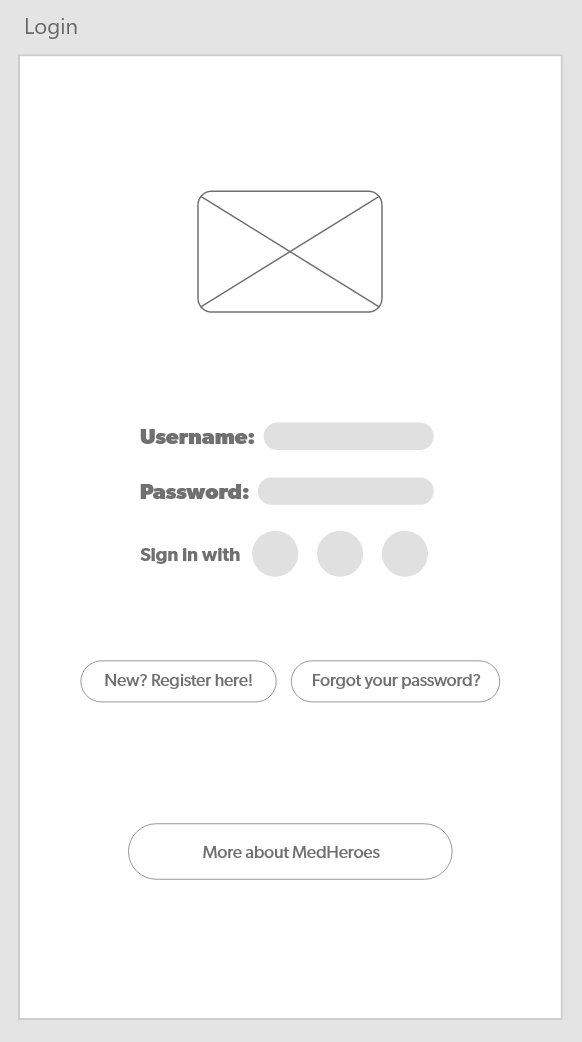 Login
Username:
Password:
Sign in with
New? Register here!
Forgot your password?
More about MedHeroes